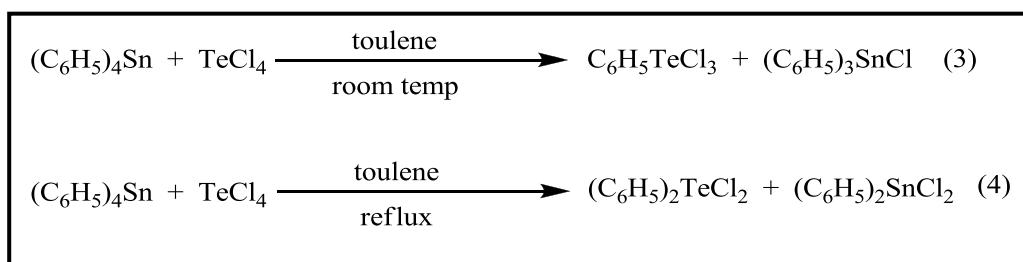 toulene
(C₆H₅)₄Sn + TeCl₄ C₆H₅TeCl₃ + (C₆H₅)₃SnCl (3)
room temp
toulene
(C₆H₅)₄Sn + TeCl₄ (C₆H₅)₂TeCl₂ + (C₆H₅)₂SnCl₂ (4)
reflux